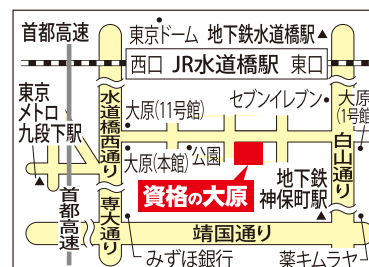 首都高速
東京ドーム
地下鉄水道橋駅▲
西口 JR水道橋駅 東口
東京
メトロ
九段下駅
▲
水道橋西通り
大原(11号館)
セブンイレブン
大原
(1号館
白山通り
大原(本館)
公園
資格の大原
地下鉄
神保町駅
▲
首都高速
専大通り
靖国通り
みずほ銀行
薬キムラヤ